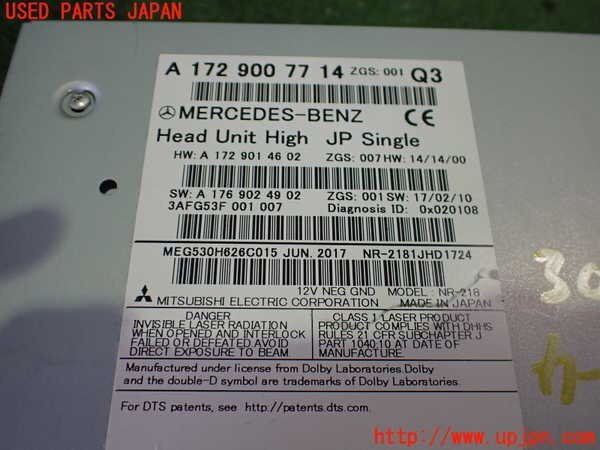 USED PARTS JAPAN
A 172 900 77 14 ZGS: 001 Q3
MERCEDES-BENZ CE
Head Unit High JP Single
HW: A 172 901 46 02 ZGS: 007 HW: 14/14/00
SW: A 176 902 49 02 ZGS: 001 SW: 17/02/10
3AFG53F 001 007 Diagnosis ID: 0x020108
MEG530H626C015 JUN. 2017 NR-2181JHD1724
12V NEG GND MODEL: NR-218
MITSUBISHI ELECTRIC CORPORATION MADE IN JAPAN
DANGER
INVISIBLE LASER RADIATION
WHEN OPENED AND INTERLOCK
FAILED OR DEFEATED.AVOID
DIRECT EXPOSURE TO BEAM
CLASS 1 LASER PRODUCT
PRODUCT COMPLIES WITH DHHS
RULES 21 CFR SUBCHAPTER J
PART 1040:10 AT DATE OF
MANUFACTURE.
Manufactured under license from Dolby Laboratories.Dolby
and the double-D symbol are trademarks of Dolby Laboratories.
For DTS patents, see http://patents.dts.com.
30
カー
http://www.upjpn.com